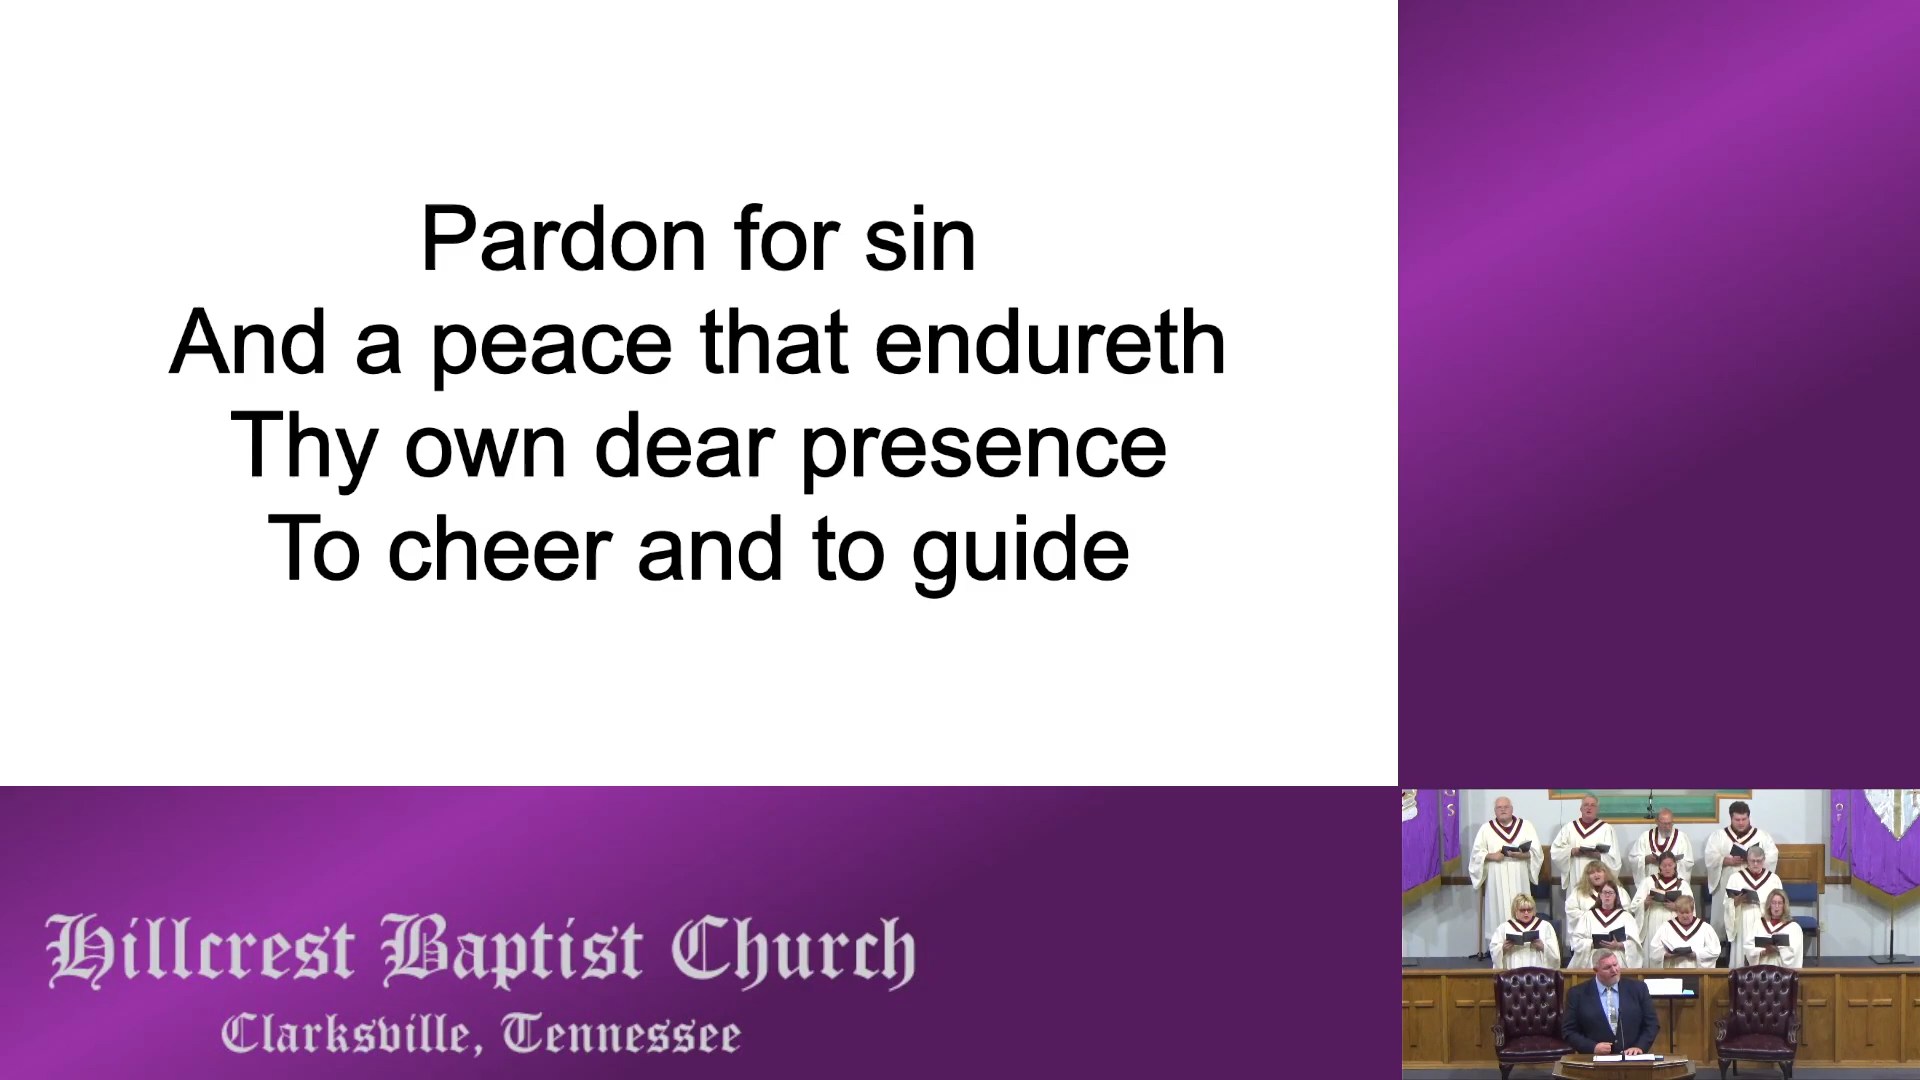 Pardon for sin
And a peace that endureth
Thy own dear presence
To cheer and to guide
Hillcrest Baptist Church
Clarksville, Tennessee